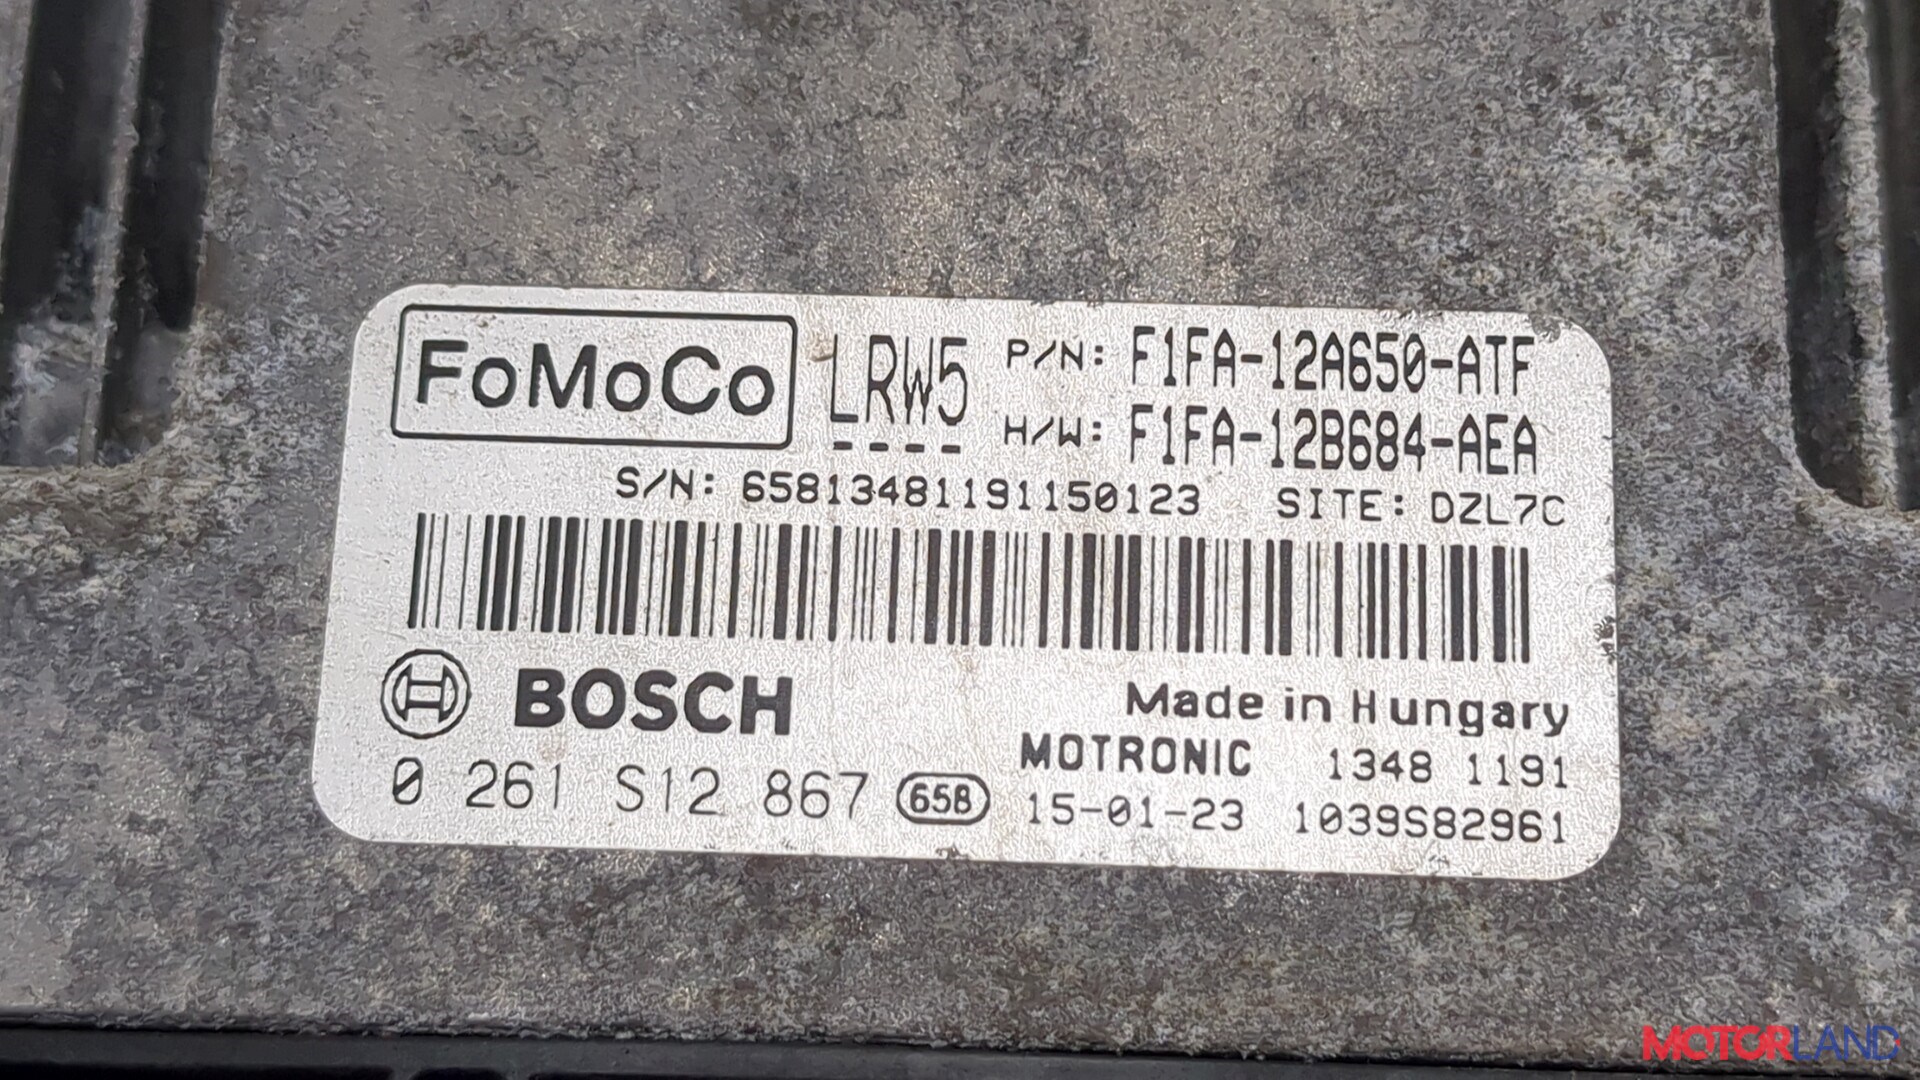 FoMoCo LRW5 P/N: F1FA-12A650-ATF
---- H/W: F1FA-12B684-AEA
S/N: 65813481191150123 SITE: DZL7C
BOSCH Made in Hungary
MOTRONIC 1348 1191
0 261 S12 867 658 15-01-23 1039S82961
MOTORLAND